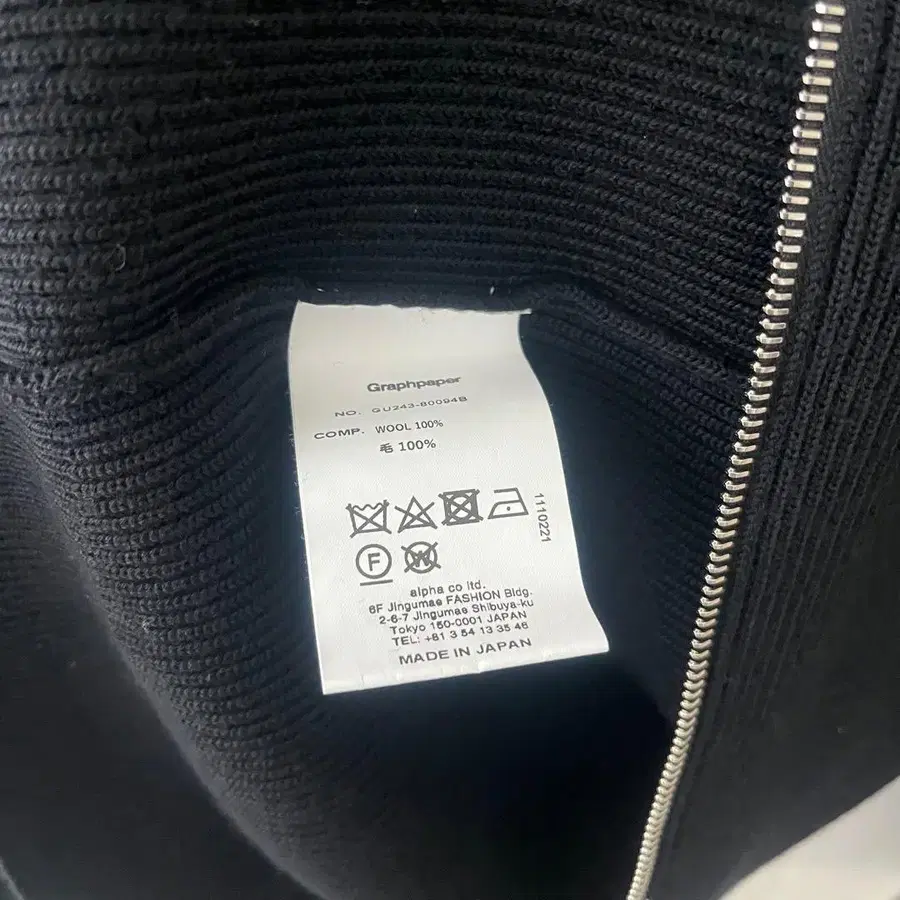 Graphpaper
NO. GU243-80094B
COMP. WOOL 100%
毛 100%
1110221
F W
alpha co ltd.
6F Jingumae FASHION Bldg.
2-6-7 Jingumae Shibuya-ku
Tokyo 150-0001 JAPAN
TEL: +81 3 54 13 35 46
MADE IN JAPAN